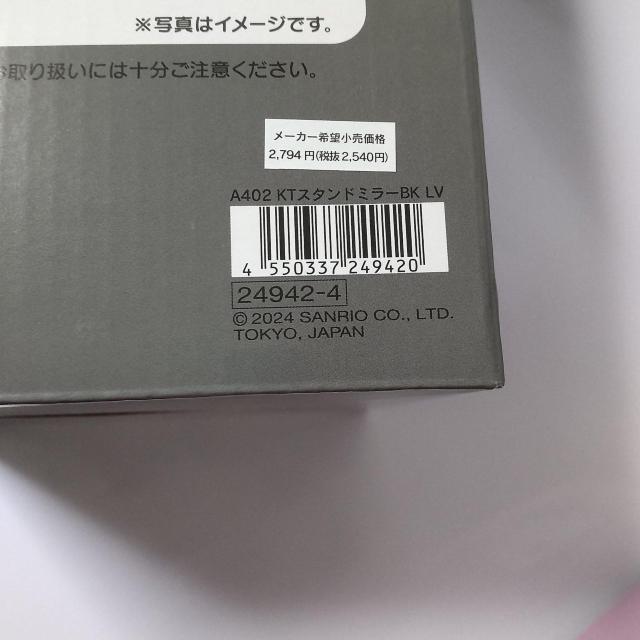 ※写真はイメージです。
取り扱いには十分ご注意ください。
メーカー希望小売価格
2,794円(税抜2,540円)
A402 KTスタンドミラーBK LV
4 550337 249420
24942-4
© 2024 SANRIO CO., LTD.
TOKYO, JAPAN